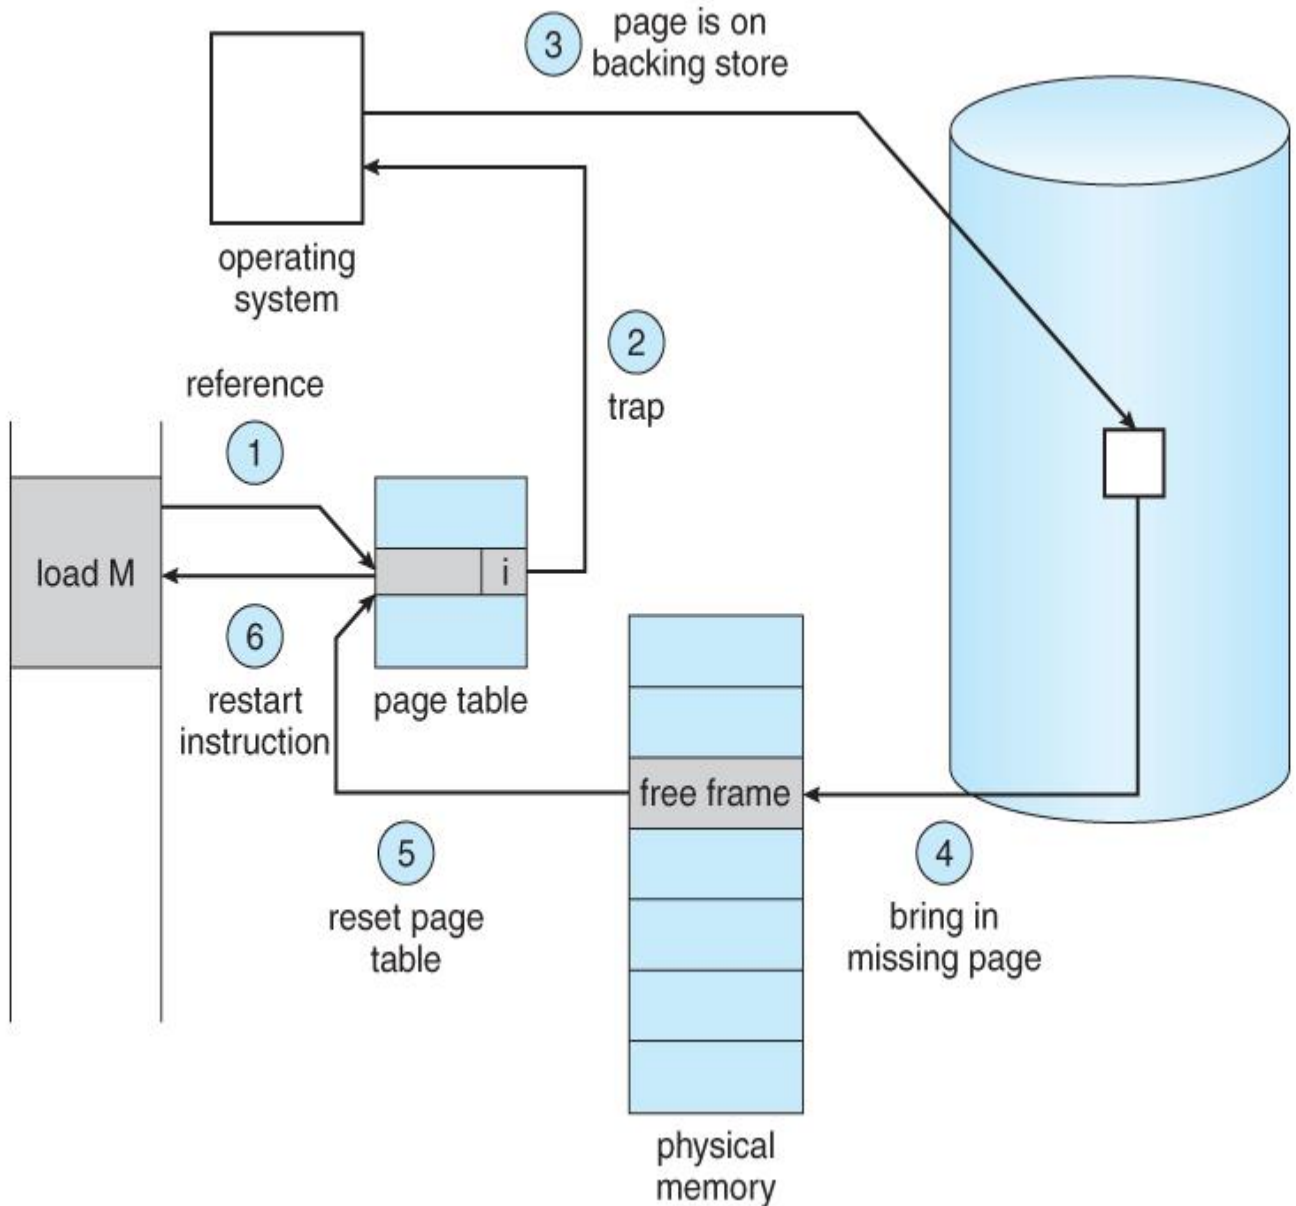 3
page is on
backing store
operating
system
2
trap
reference
1
load M
i
6
restart
instruction
page table
free frame
5
reset page
table
4
bring in
missing page
physical
memory